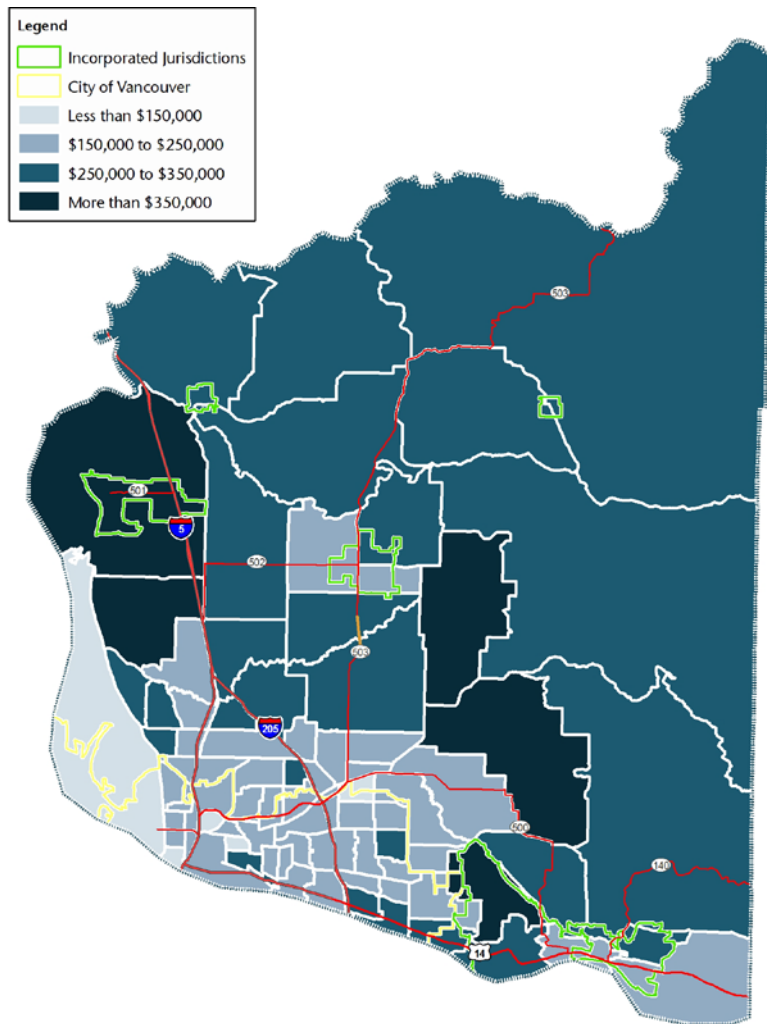 Legend
Incorporated Jurisdictions
City of Vancouver
Less than $150,000
$150,000 to $250,000
$250,000 to $350,000
More than $350,000
503
501
5
502
503
205
500
140
14